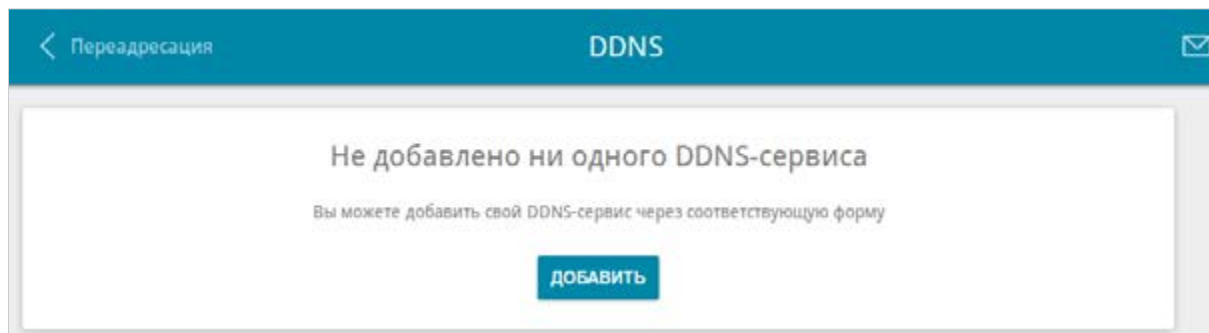 Переадресация
DDNS
Не добавлено ни одного DDNS-сервиса
Вы можете добавить свой DDNS-сервис через соответствующую форму
ДОБАВИТЬ